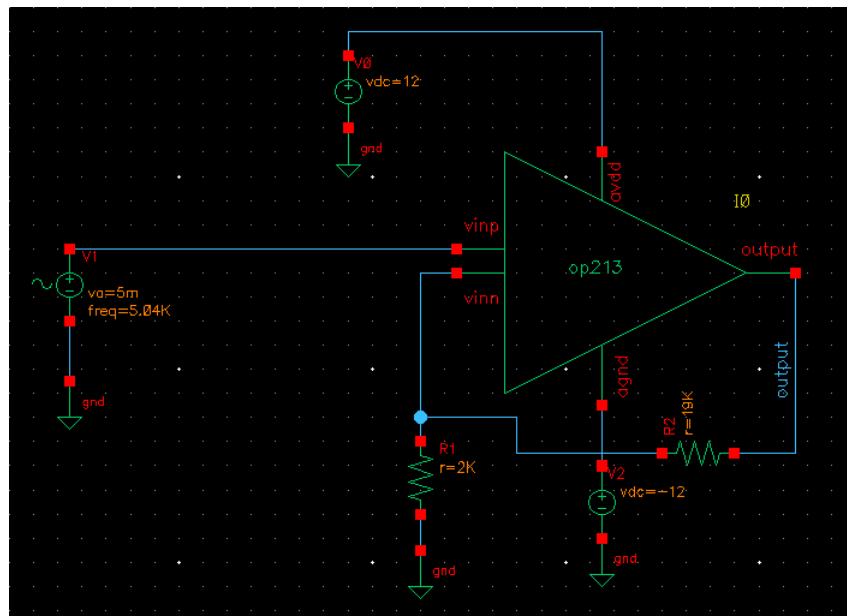 V0
vdc=12
gnd
avdd
I0
vinp
output
V1
op213
va=5m
freq=5.04K
vinn
output
agnd
gnd
R2
r=19K
R1
r=2K
V2
vdc=-12
gnd
gnd